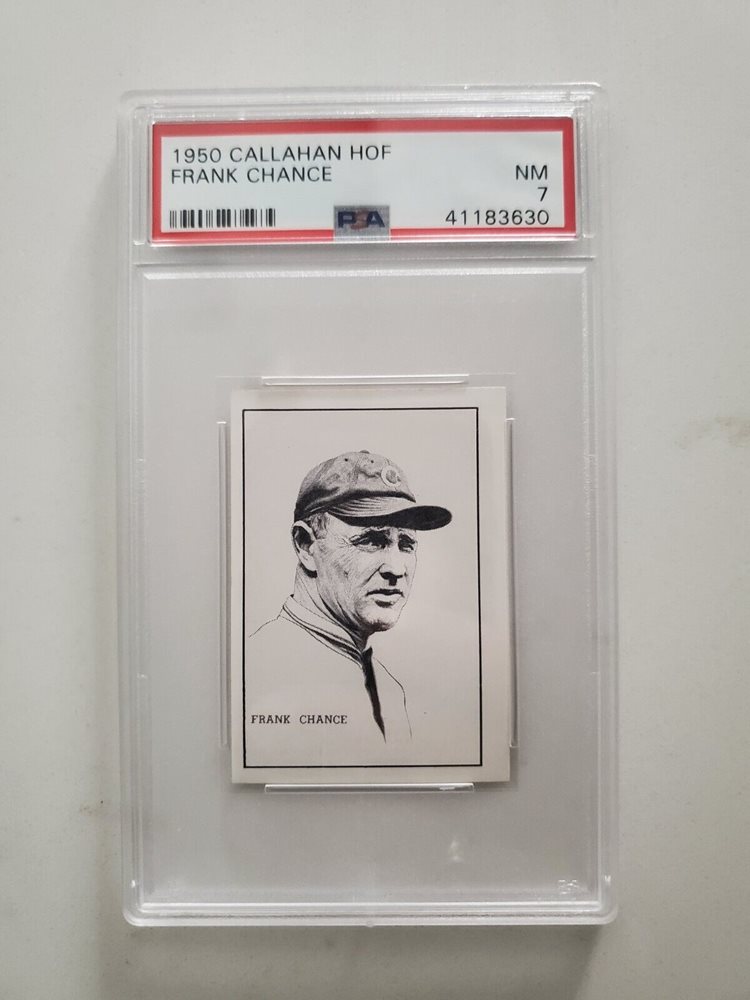 1950 CALLAHAN HOF
FRANK CHANCE
NM
7
PSA
41183630
C
FRANK CHANCE